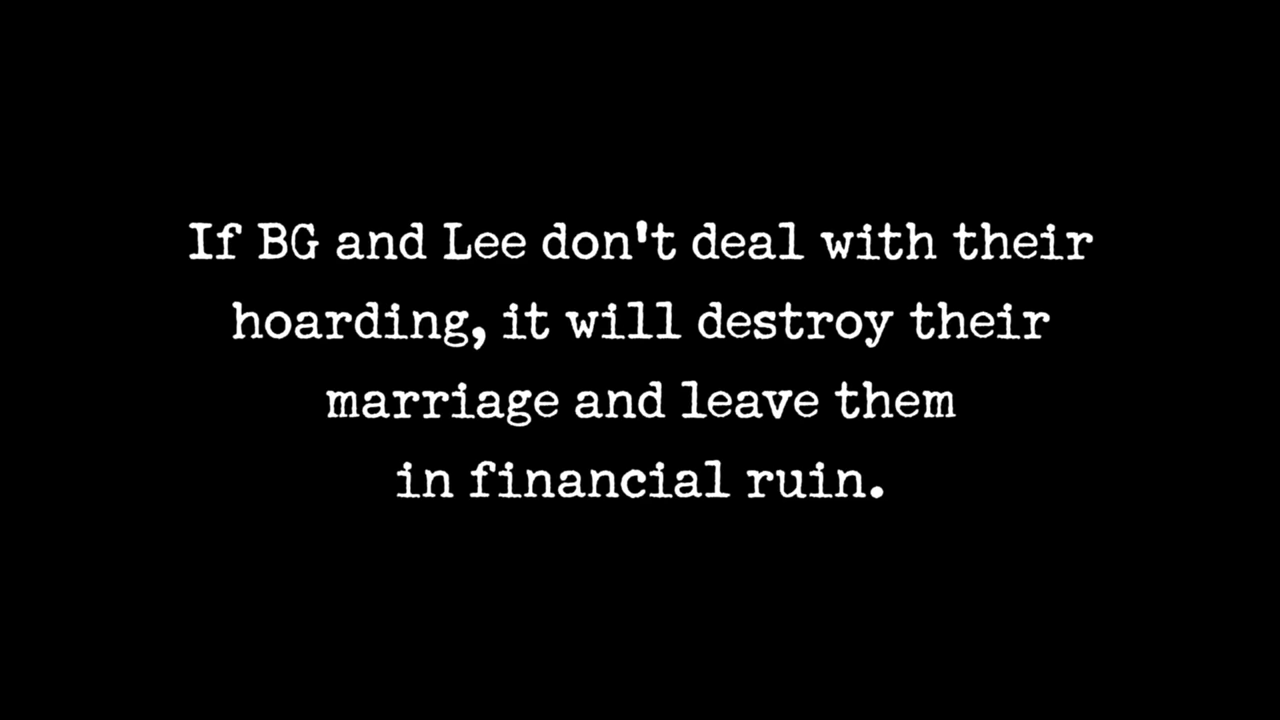 If BG and Lee don't deal with their
hoarding, it will destroy their
marriage and leave them
in financial ruin.